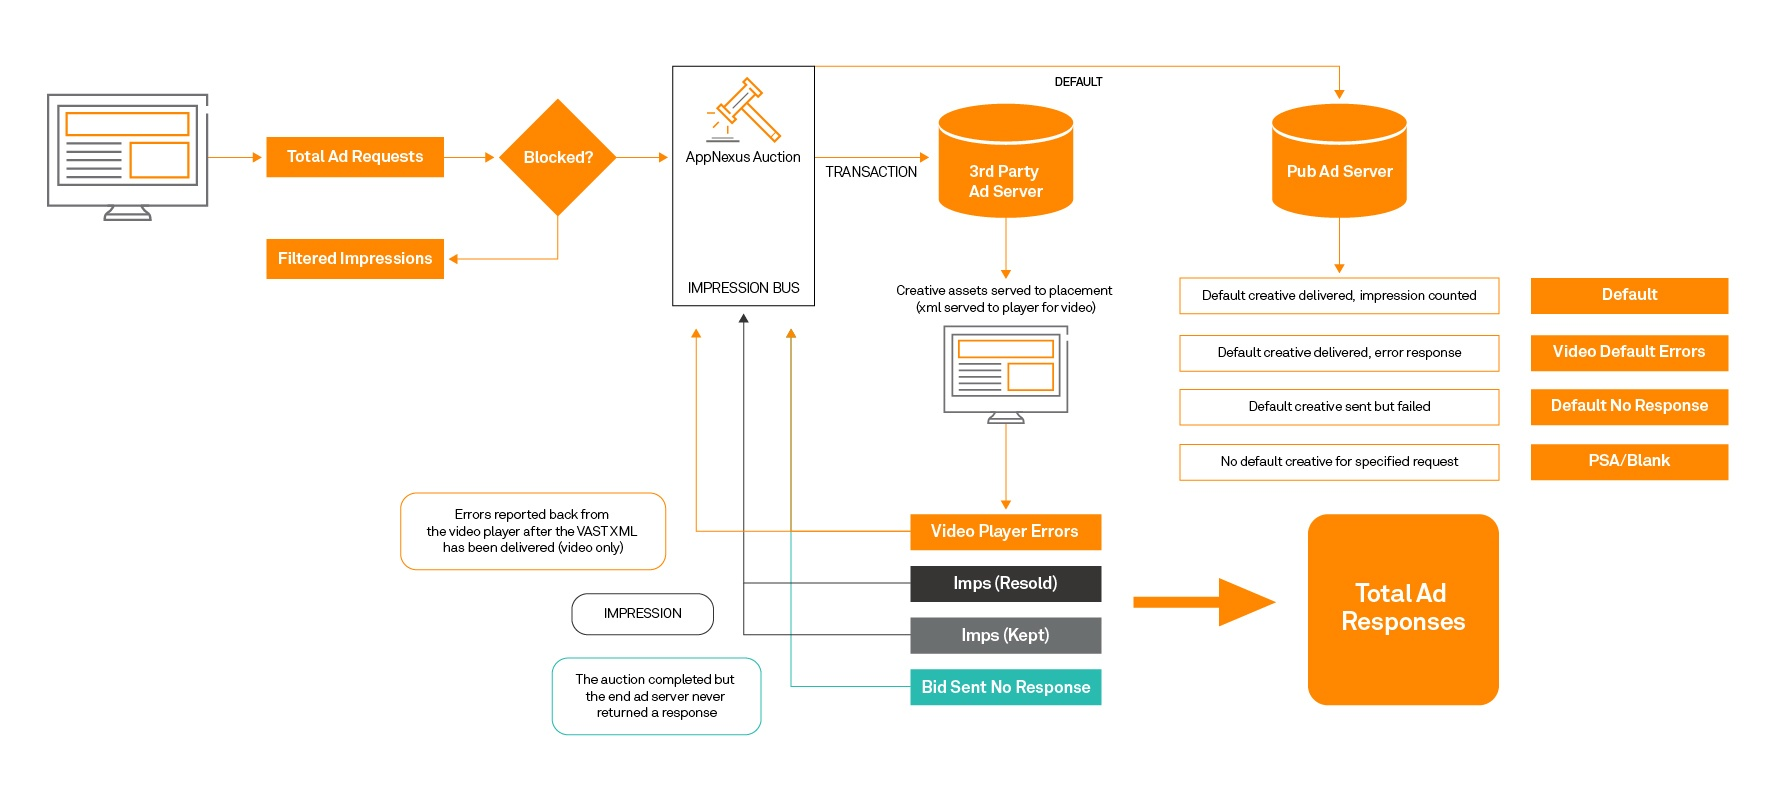 DEFAULT
Total Ad Requests
Blocked?
AppNexus Auction
TRANSACTION
3rd Party
Ad Server
Pub Ad Server
Filtered Impressions
IMPRESSION BUS
Creative assets served to placement
(xml served to player for video)
Default creative delivered, impression counted
Default
Default creative delivered, error response
Video Default Errors
Default creative sent but failed
Default No Response
No default creative for specified request
PSA/Blank
Errors reported back from
the video player after the VAST XML
has been delivered (video only)
Video Player Errors
Imps (Resold)
IMPRESSION
Imps (Kept)
The auction completed but
the end ad server never
returned a response
Bid Sent No Response
Total Ad
Responses